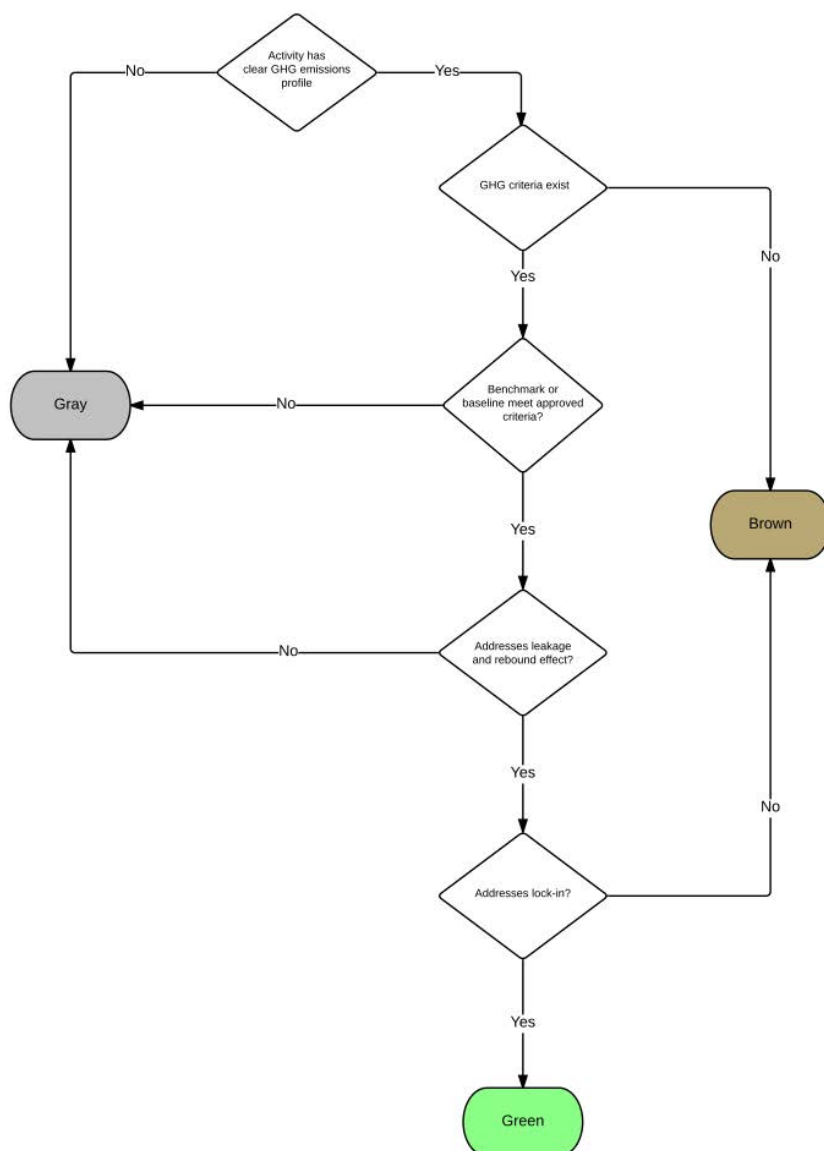 Activity has
clear GHG emissions
profile
No
Yes
GHG criteria exist
No
Yes
Benchmark or
baseline meet approved
criteria?
No
Gray
Yes
Brown
Addresses leakage
and rebound effect?
No
Yes
No
Addresses lock-in?
Yes
Green